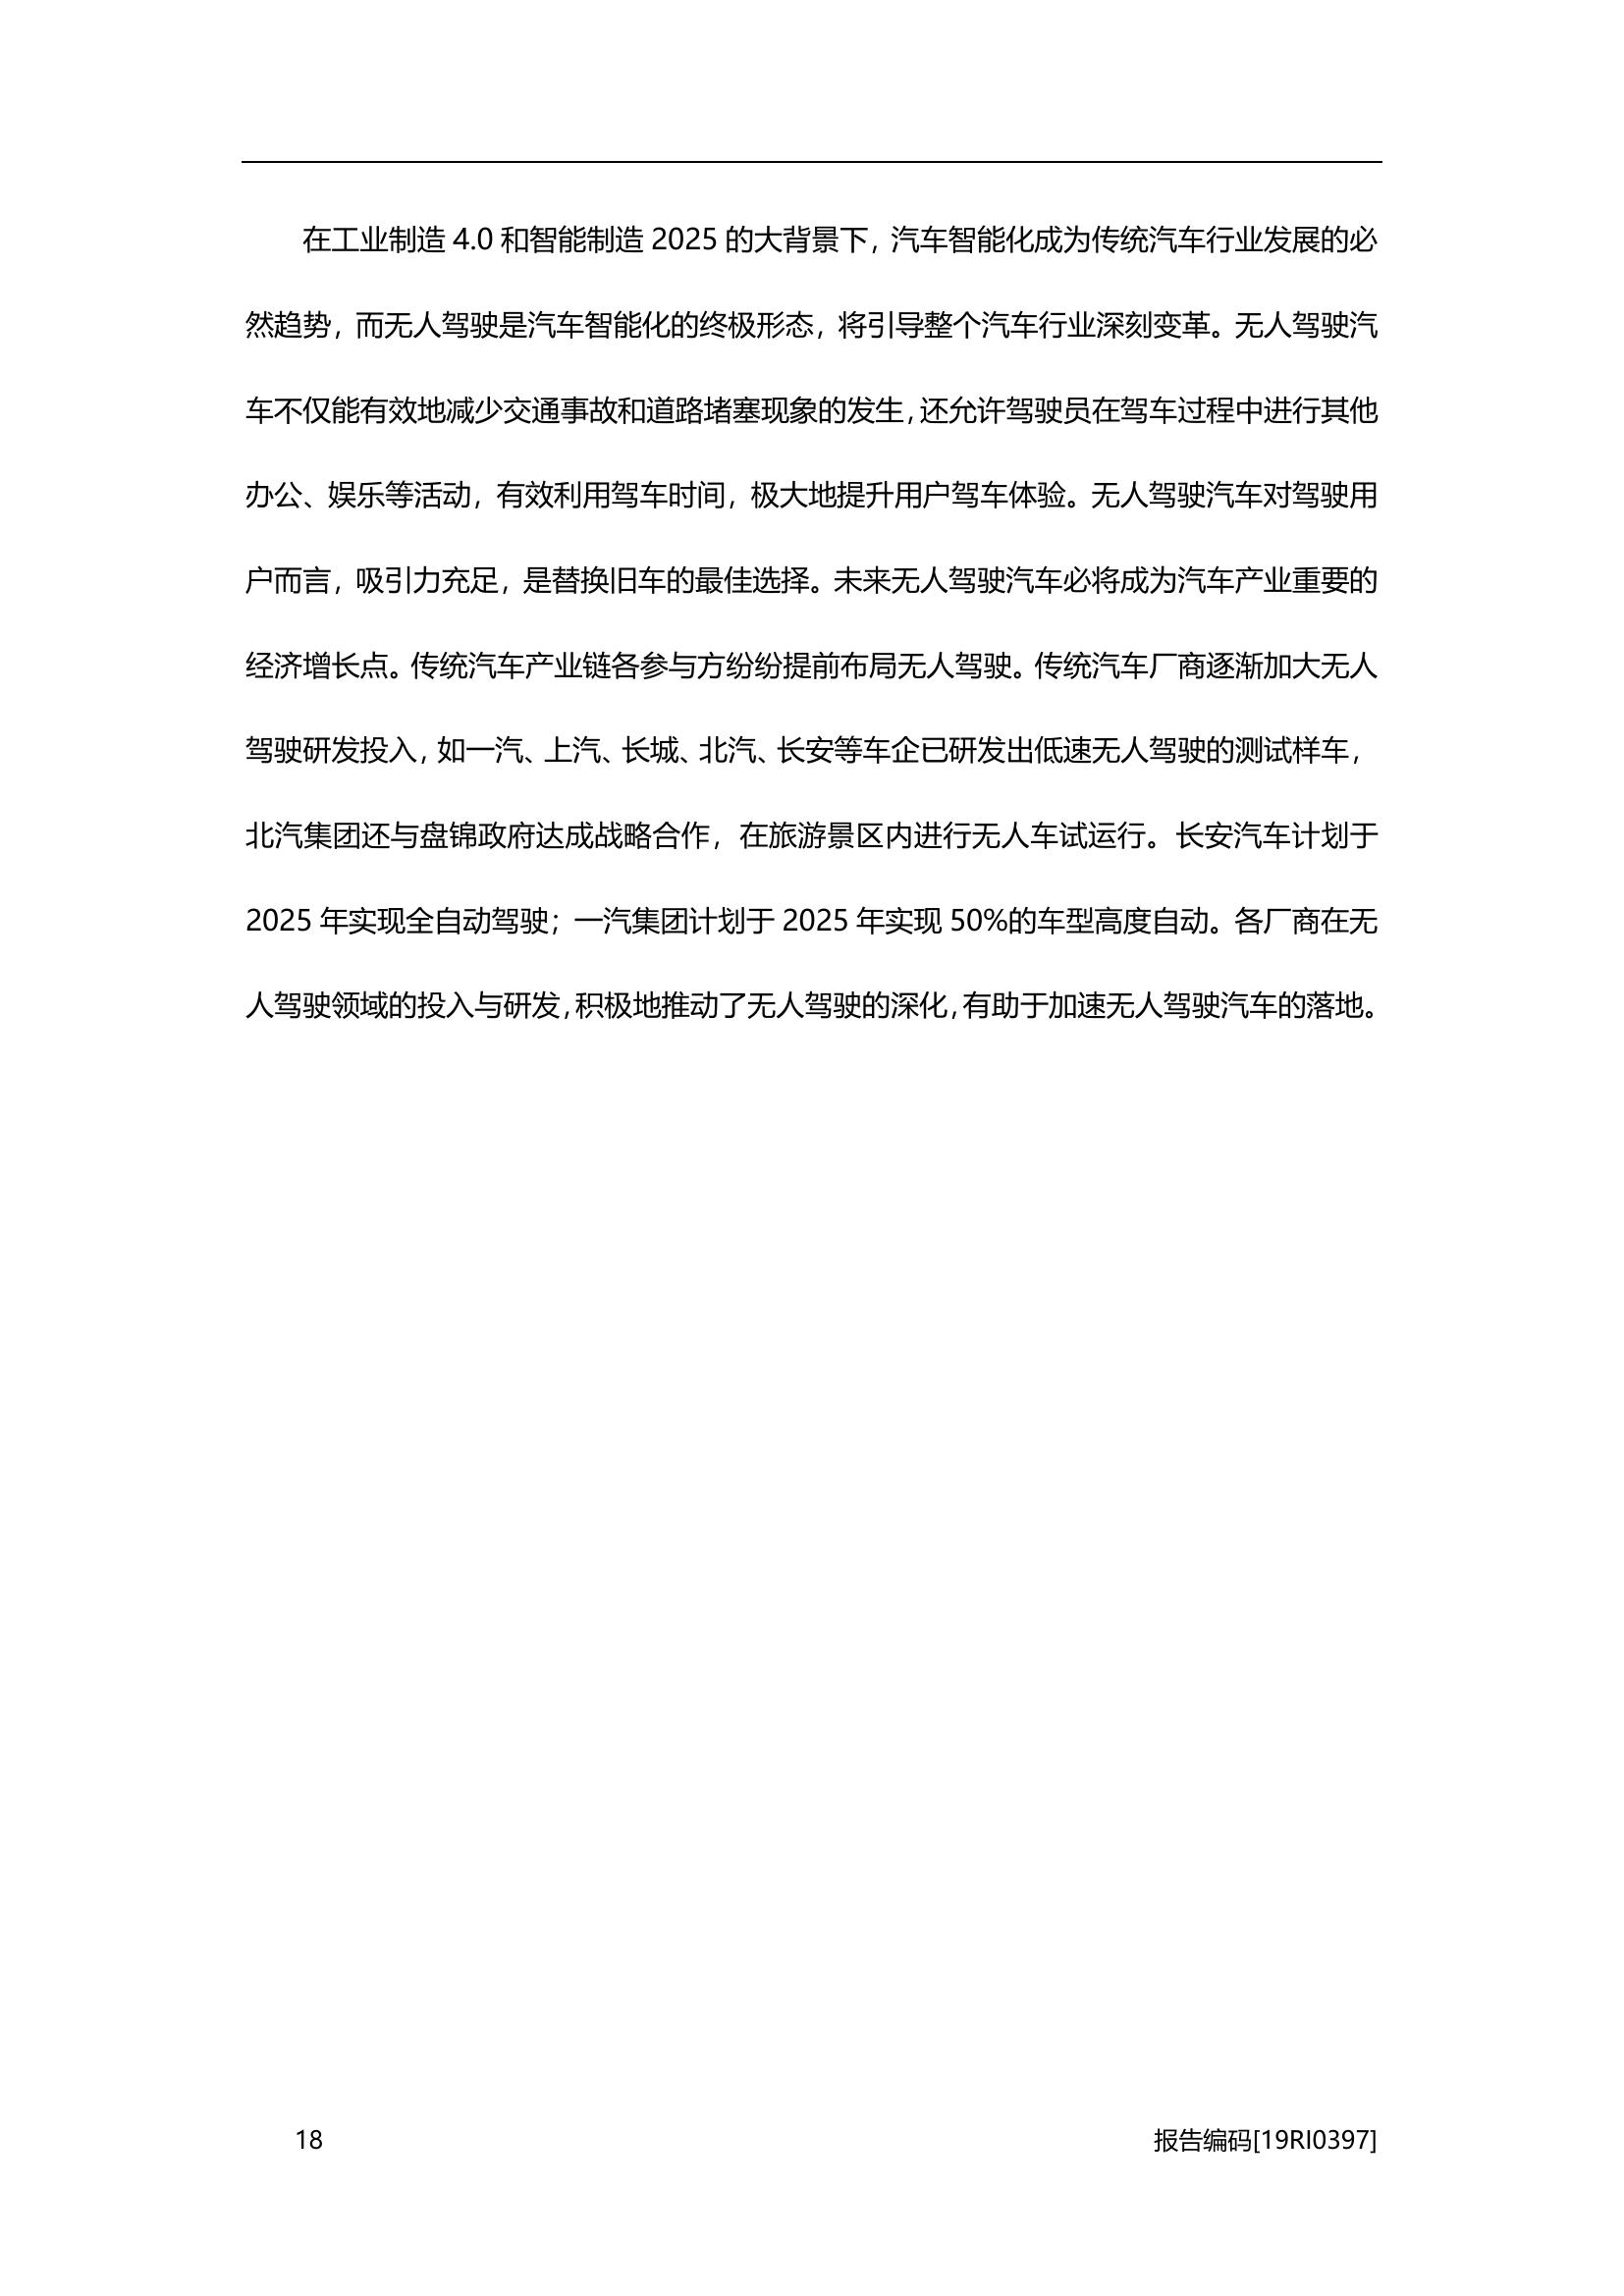 在工业制造 4.0 和智能制造 2025 的大背景下，汽车智能化成为传统汽车行业发展的必
然趋势，而无人驾驶是汽车智能化的终极形态，将引导整个汽车行业深刻变革。无人驾驶汽
车不仅能有效地减少交通事故和道路堵塞现象的发生，还允许驾驶员在驾车过程中进行其他
办公、娱乐等活动，有效利用驾车时间，极大地提升用户驾车体验。无人驾驶汽车对驾驶用
户而言，吸引力充足，是替换旧车的最佳选择。未来无人驾驶汽车必将成为汽车产业重要的
经济增长点。传统汽车产业链各参与方纷纷提前布局无人驾驶。传统汽车厂商逐渐加大无人
驾驶研发投入，如一汽、上汽、长城、北汽、长安等车企已研发出低速无人驾驶的测试样车，
北汽集团还与盘锦政府达成战略合作，在旅游景区内进行无人车试运行。长安汽车计划于
2025 年实现全自动驾驶；一汽集团计划于 2025 年实现 50%的车型高度自动。各厂商在无
人驾驶领域的投入与研发，积极地推动了无人驾驶的深化，有助于加速无人驾驶汽车的落地。
18 报告编码[19RI0397]